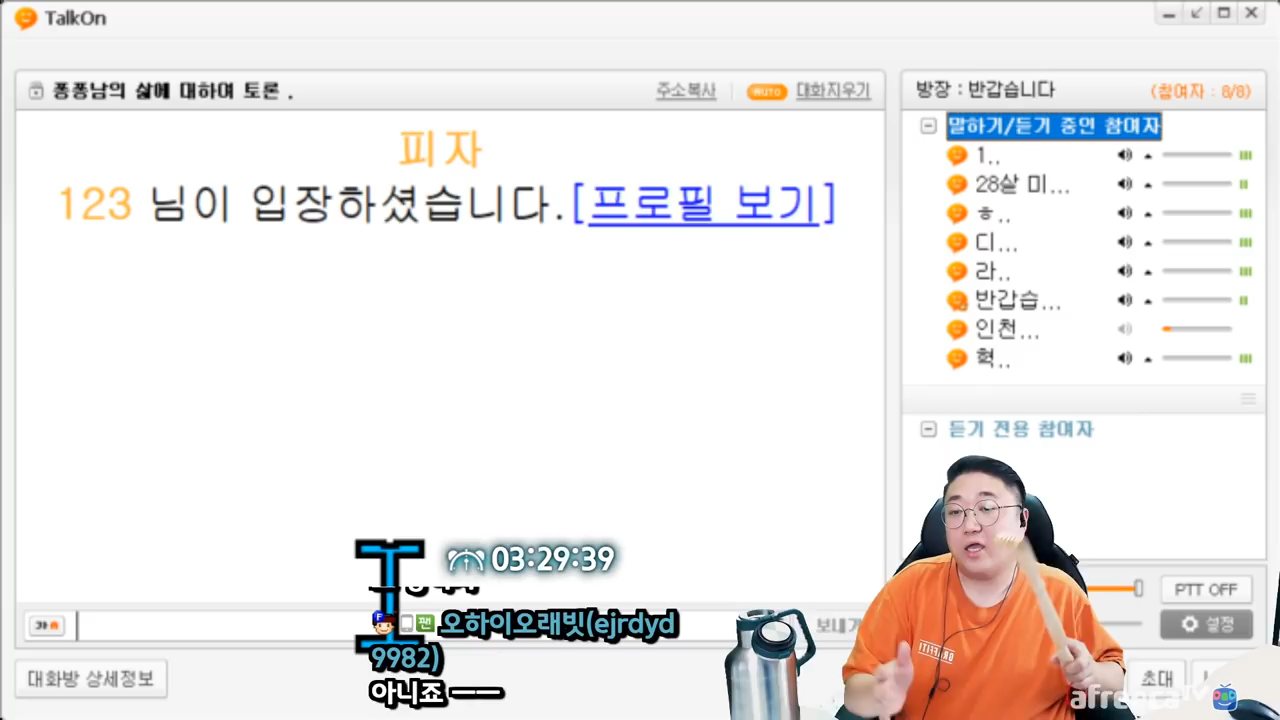 TalkOn
퐁퐁남의 삶에 대하여 토론 .
주소복사
AUTO
대화지우기
피자
123 님이 입장하셨습니다.[프로필 보기]
방장 : 반갑습니다
(참여자 : 8/8)
말하기/듣기 중인 참여자
1..
28살 미...
ㅎ..
디...
라..
반갑습...
인천...
혁..
듣기 전용 참여자
03:29:39
F
팬
오하이오래빗(ejrdyd
9982)
아니죠 ㅡㅡ
가
보내기
PTT OFF
설정
대화방 상세정보
초대
afreecaTV